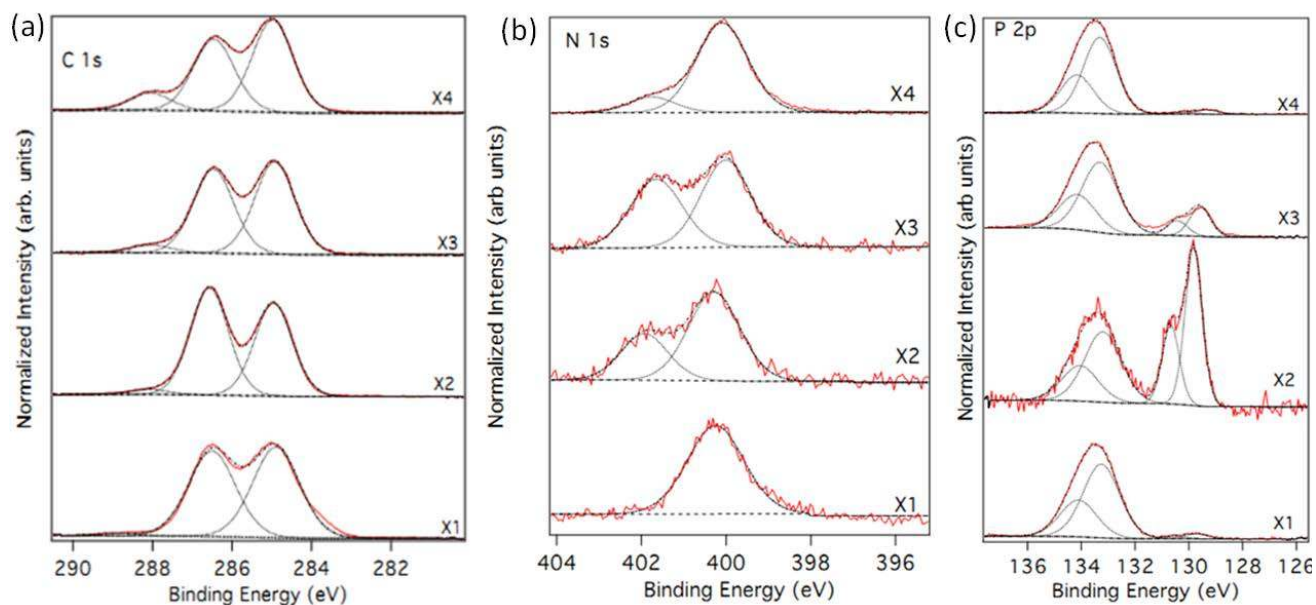 (a)
C 1s
X4
X3
X2
X1
Normalized Intensity (arb. units)
290 288 286 284 282
Binding Energy (eV)
(b)
N 1s
X4
X3
X2
X1
Normalized Intensity (arb units)
404 402 400 398 396
Binding Energy (eV)
(c)
P 2p
X4
X3
X2
X1
Normalized Intensity (arb units)
136 134 132 130 128 126
Binding Energy (eV)